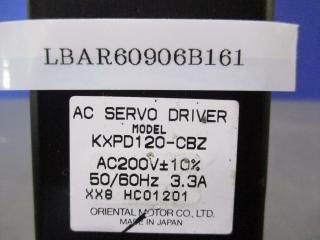 LBAR60906B161
AC SERVO DRIVER
MODEL
KXPD120-CBZ
AC200V±10%
50/60Hz 3.3A
XX8 HC01201
ORIENTAL MOTOR CO., LTD.
MADE IN JAPAN